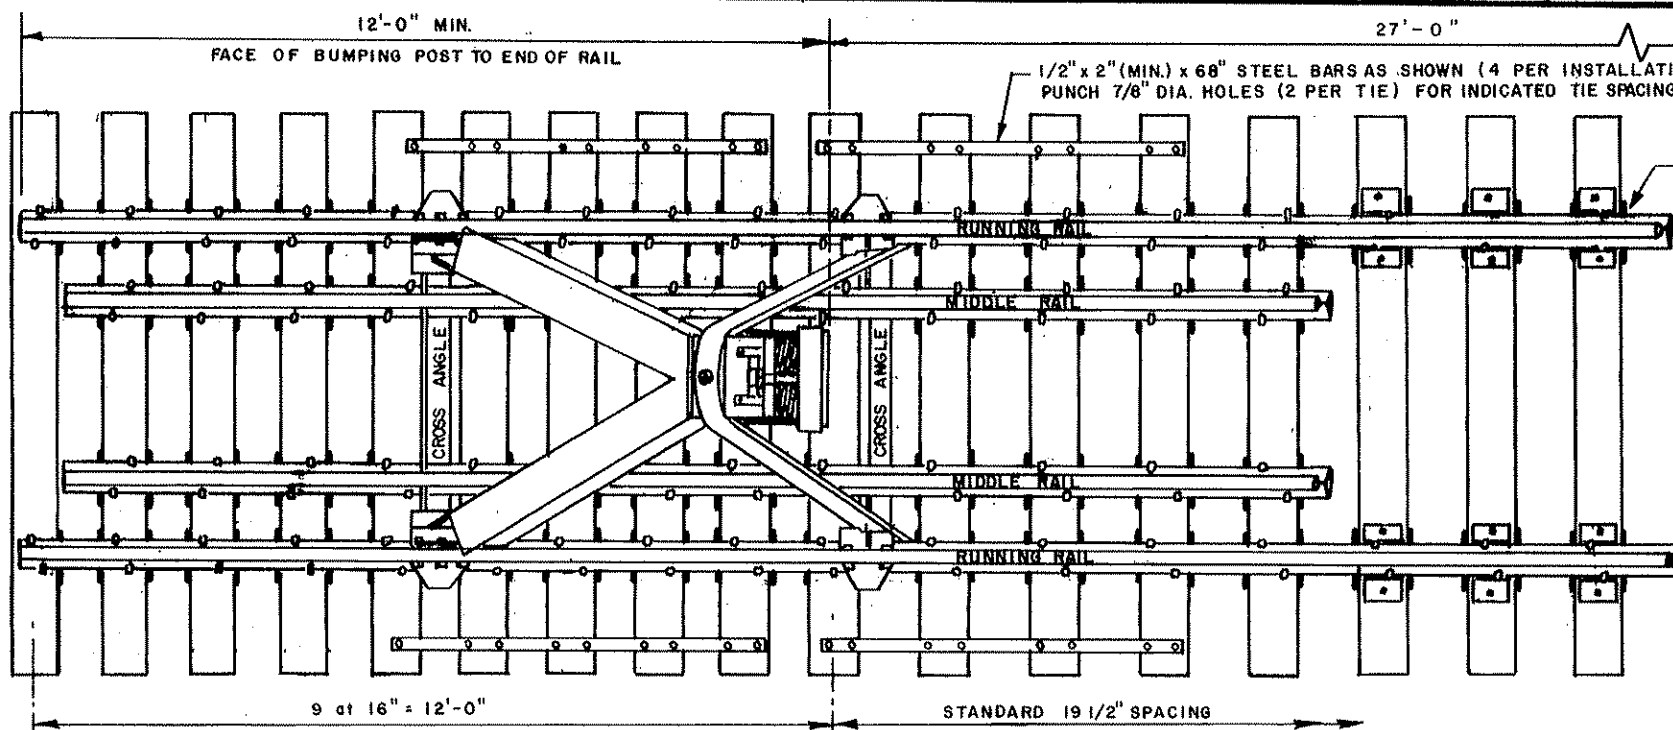 12'-0" MIN.
27'-0"
FACE OF BUMPING POST TO END OF RAIL
1/2" x 2" (MIN.) x 68" STEEL BARS AS SHOWN (4 PER INSTALLATI
PUNCH 7/8" DIA. HOLES (2 PER TIE) FOR INDICATED TIE SPACING
RUNNING RAIL
MIDDLE RAIL
CROSS ANGLE
CROSS ANGLE
MIDDLE RAIL
RUNNING RAIL
9 at 16" = 12'-0"
STANDARD 19 1/2" SPACING